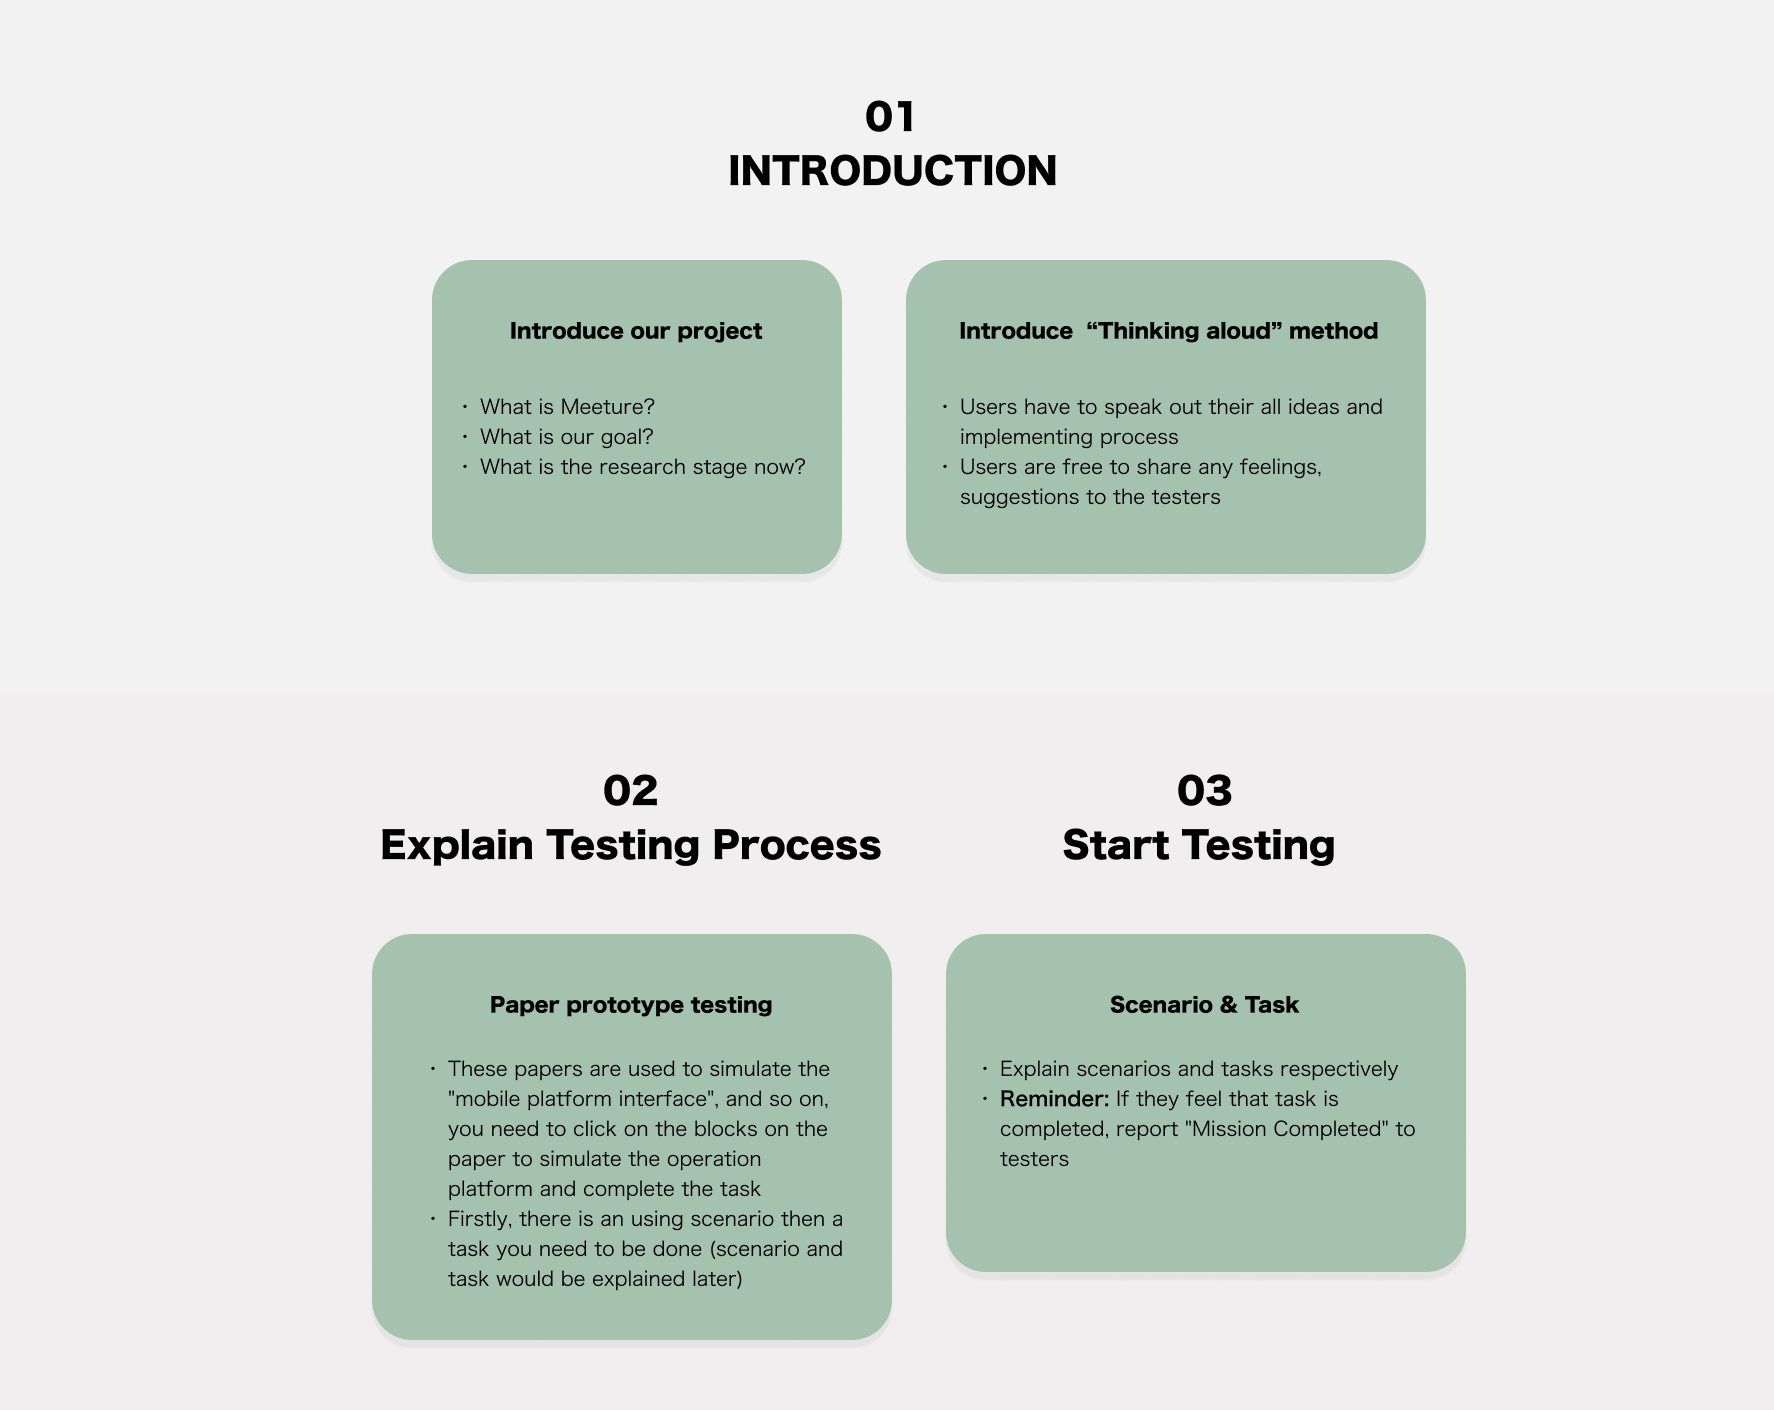 01
INTRODUCTION
Introduce our project
· What is Meeture?
· What is our goal?
· What is the research stage now?
Introduce “Thinking aloud” method
· Users have to speak out their all ideas and
implementing process
· Users are free to share any feelings,
suggestions to the testers
02
Explain Testing Process
Paper prototype testing
· These papers are used to simulate the
"mobile platform interface", and so on,
you need to click on the blocks on the
paper to simulate the operation
platform and complete the task
· Firstly, there is an using scenario then a
task you need to be done (scenario and
task would be explained later)
03
Start Testing
Scenario & Task
· Explain scenarios and tasks respectively
· Reminder: If they feel that task is
completed, report "Mission Completed" to
testers